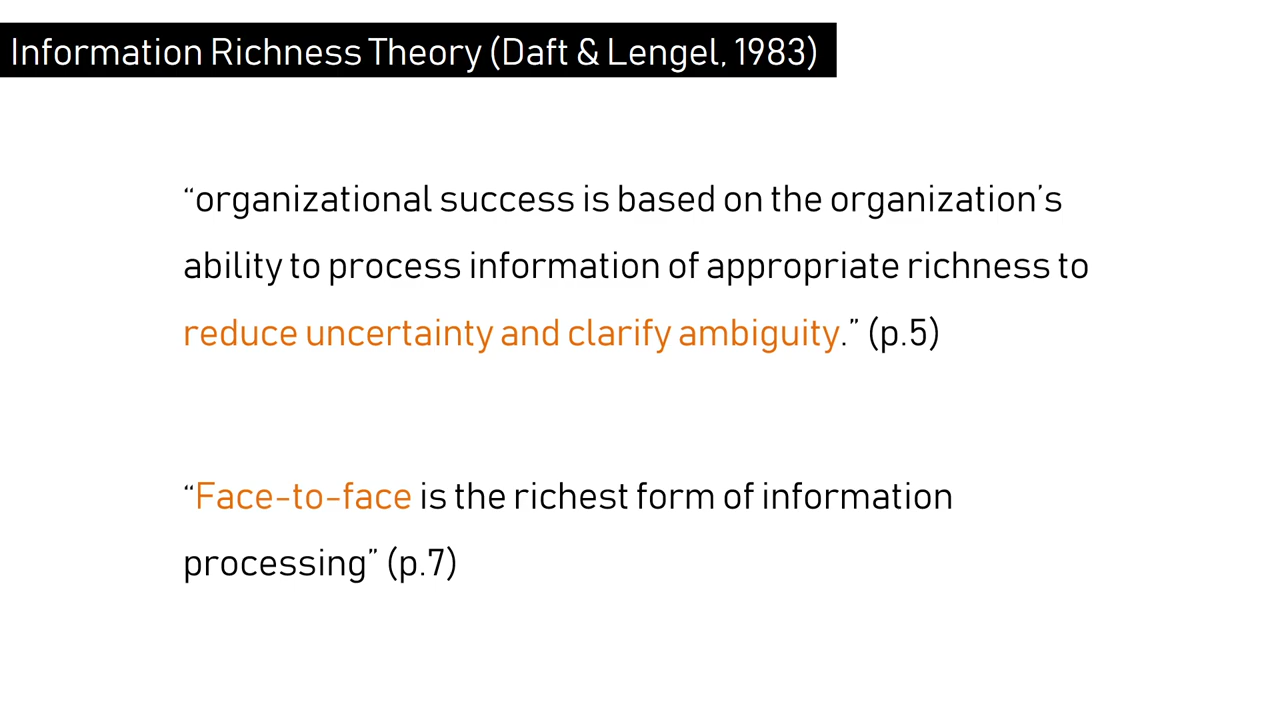 Information Richness Theory (Daft & Lengel, 1983)
“organizational success is based on the organization’s
ability to process information of appropriate richness to
reduce uncertainty and clarify ambiguity.” (p.5)
“Face-to-face is the richest form of information
processing” (p.7)